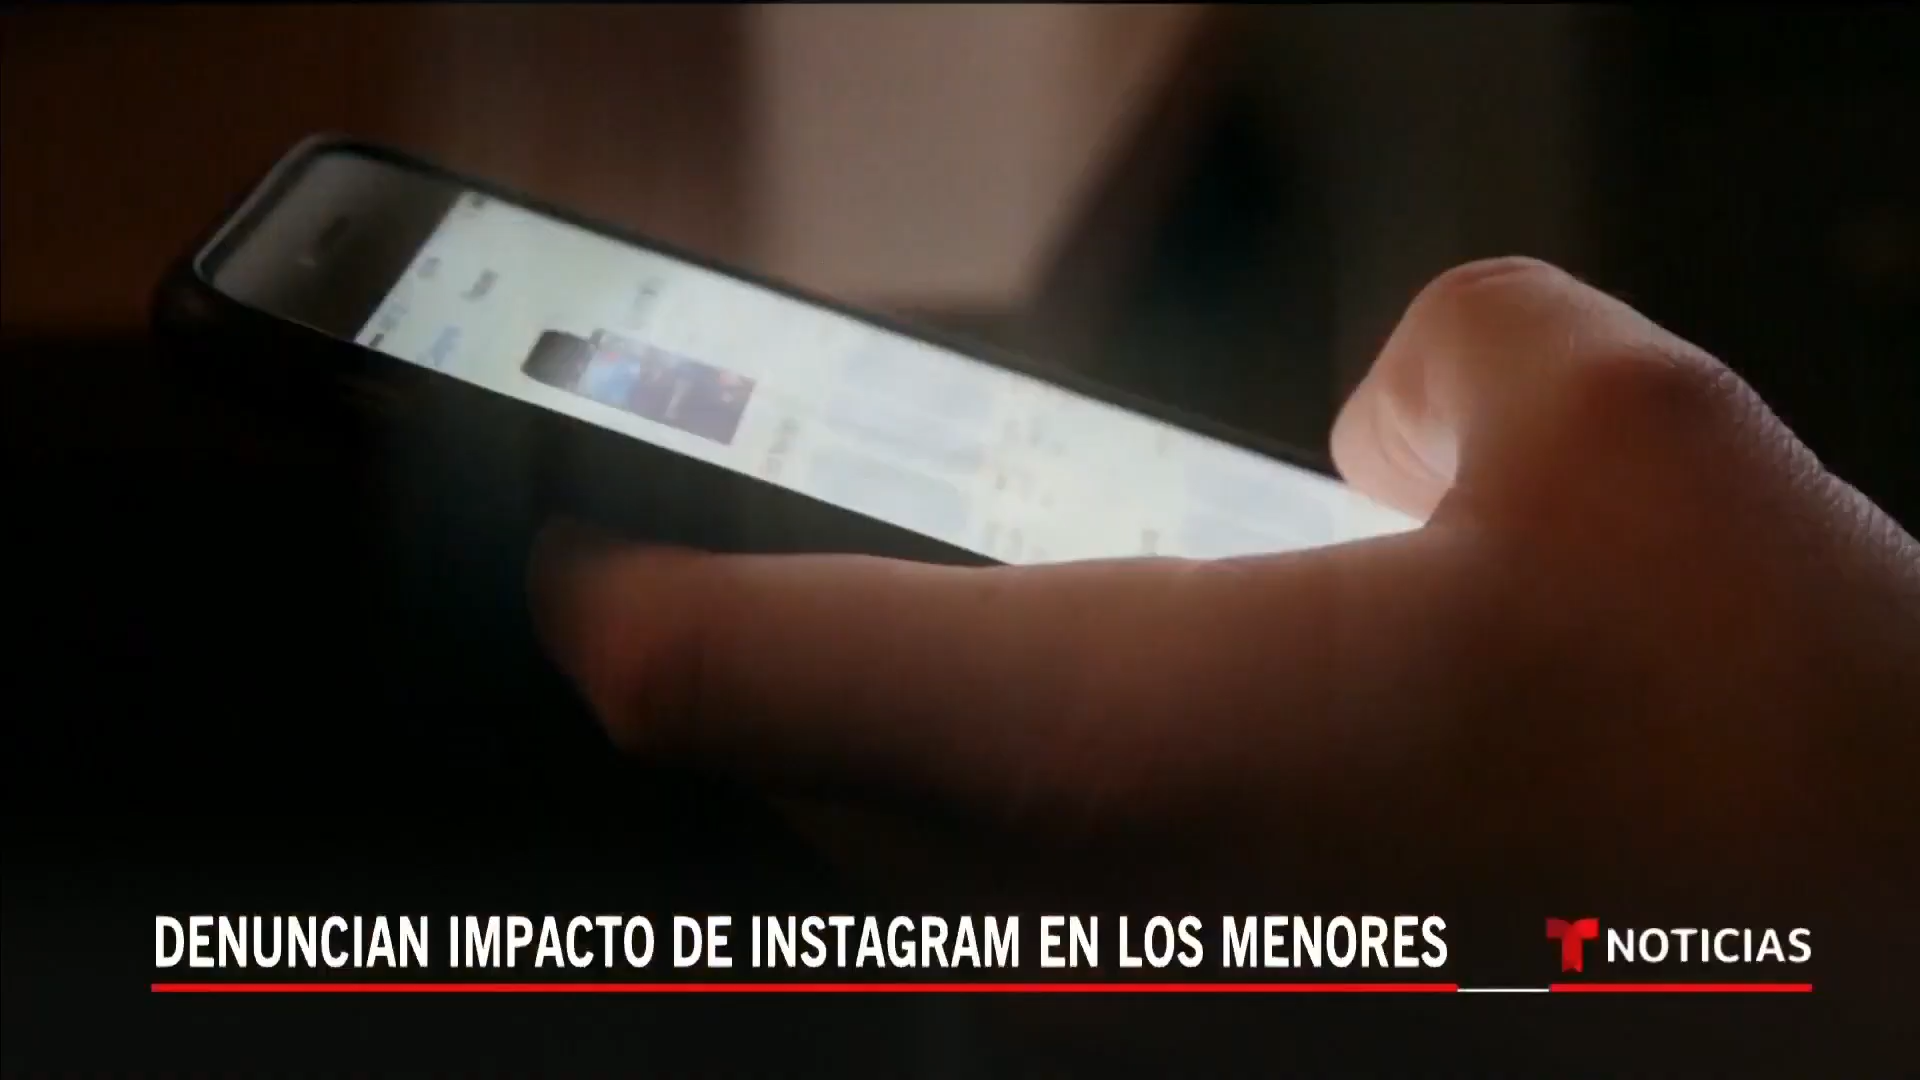 DENUNCIAN IMPACTO DE INSTAGRAM EN LOS MENORES
NOTICIAS